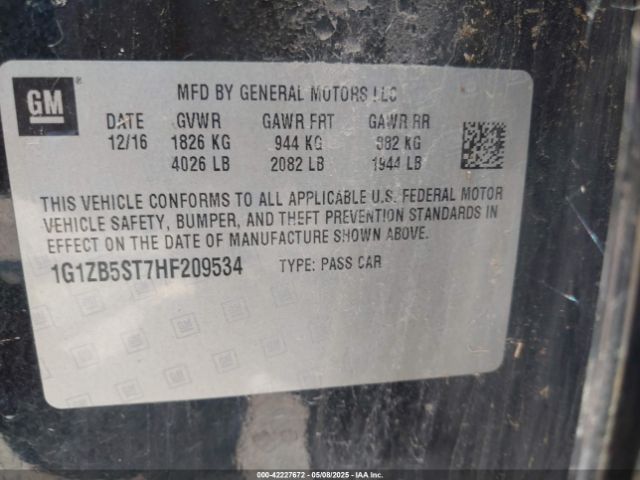 GM
MFD BY GENERAL MOTORS LLC
DATE GVWR GAWR FRT GAWR RR
12/16 1826 KG 944 KG 882 KG
4026 LB 2082 LB 1944 LB
THIS VEHICLE CONFORMS TO ALL APPLICABLE U.S. FEDERAL MOTOR
VEHICLE SAFETY, BUMPER, AND THEFT PREVENTION STANDARDS IN
EFFECT ON THE DATE OF MANUFACTURE SHOWN ABOVE.
1G1ZB5ST7HF209534 TYPE: PASS CAR
000-42227672 - 05/08/2025 - IAA Inc.